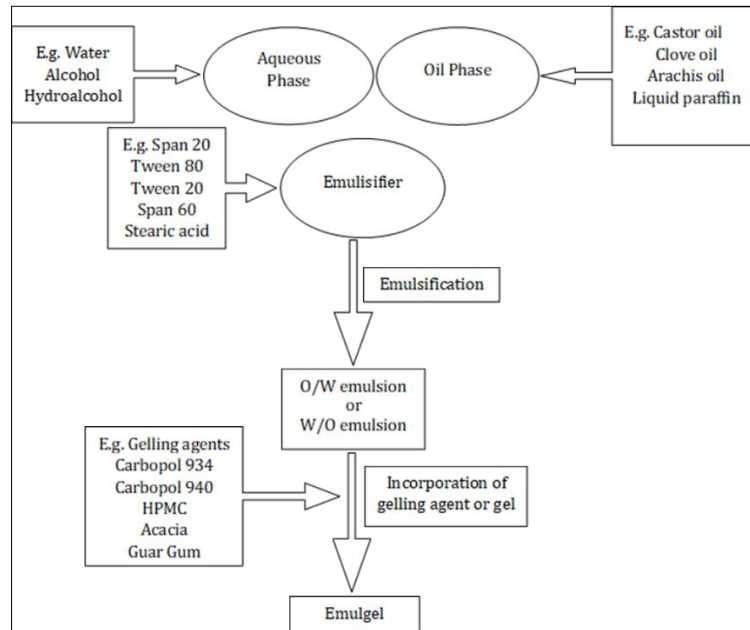 E.g. Water
Alcohol
Hydroalcohol
Aqueous
Phase
Oil Phase
E.g. Castor oil
Clove oil
Arachis oil
Liquid paraffin
E.g. Span 20
Tween 80
Tween 20
Span 60
Stearic acid
Emulisifier
Emulsification
O/W emulsion
or
W/O emulsion
E.g. Gelling agents
Carbopol 934
Carbopol 940
HPMC
Acacia
Guar Gum
Incorporation of
gelling agent or gel
Emulgel